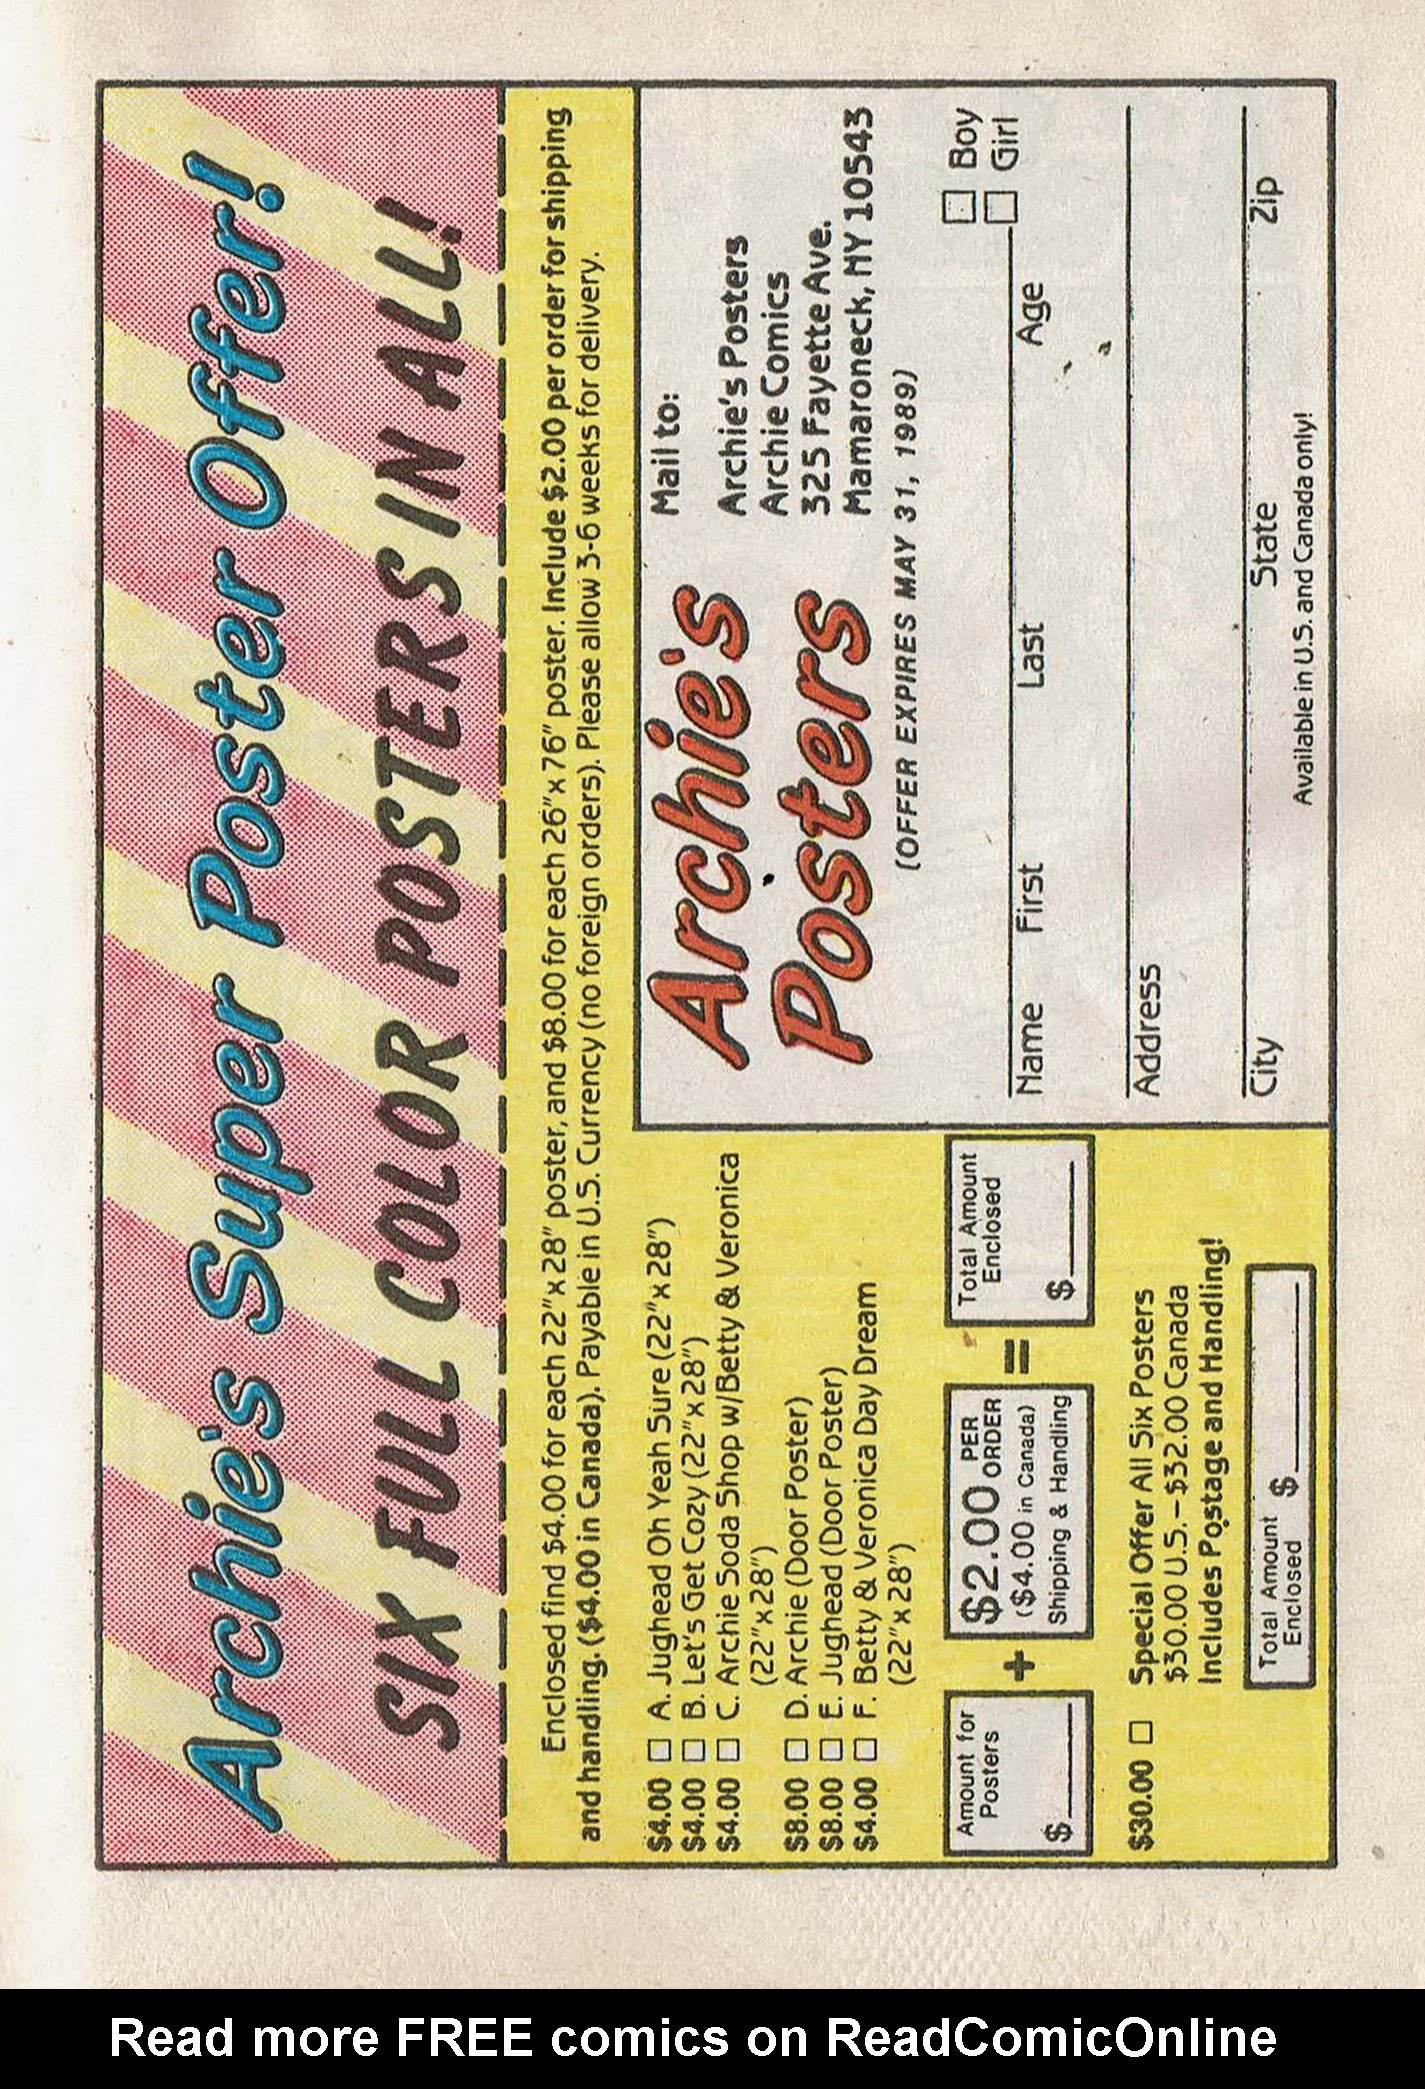 Archie's Super Poster Offer!
SIX FULL COLOR POSTERS IN ALL!
Enclosed find $4.00 for each 22"x 28" poster, and $8.00 for each 26"x 76" poster. Include $2.00 per order for shipping
and handling. ($4.00 in Canada). Payable in U.S. Currency (no foreign orders). Please allow 3-6 weeks for delivery.
$4.00 □ A. Jughead Oh Yeah Sure (22"x 28")
$4.00 □ B. Let's Get Cozy (22"x 28")
$4.00 □ C. Archie Soda Shop w/Betty & Veronica
(22"x 28")
$8.00 □ D. Archie (Door Poster)
$8.00 □ E. Jughead (Door Poster)
$4.00 □ F. Betty & Veronica Day Dream
(22"x 28")
Amount for
Posters
$____
+
$2.00 PER ORDER
($4.00 in Canada)
Shipping & Handling
=
Total Amount
Enclosed
$____
$30.00 □ Special Offer All Six Posters
$30.00 U.S.–$32.00 Canada
Includes Postage and Handling!
Total Amount
Enclosed $____
Archie's
Posters
Mail to:
Archie's Posters
Archie Comics
325 Fayette Ave.
Mamaroneck, NY 10543
(OFFER EXPIRES MAY 31, 1989)
□ Boy
□ Girl
Name First Last Age
Address
City State Zip
Available in U.S. and Canada only!
Read more FREE comics on ReadComicOnline